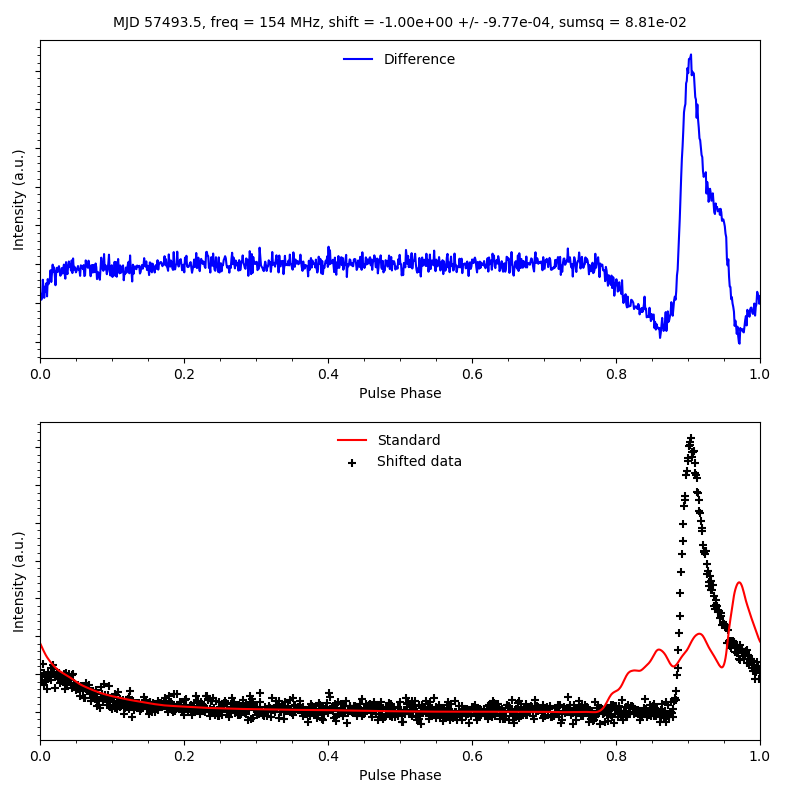 MJD 57493.5, freq = 154 MHz, shift = -1.00e+00 +/- -9.77e-04, sumsq = 8.81e-02
Difference
Intensity (a.u.)
0.0 0.2 0.4 0.6 0.8 1.0
Pulse Phase
Standard
Shifted data
Intensity (a.u.)
0.0 0.2 0.4 0.6 0.8 1.0
Pulse Phase